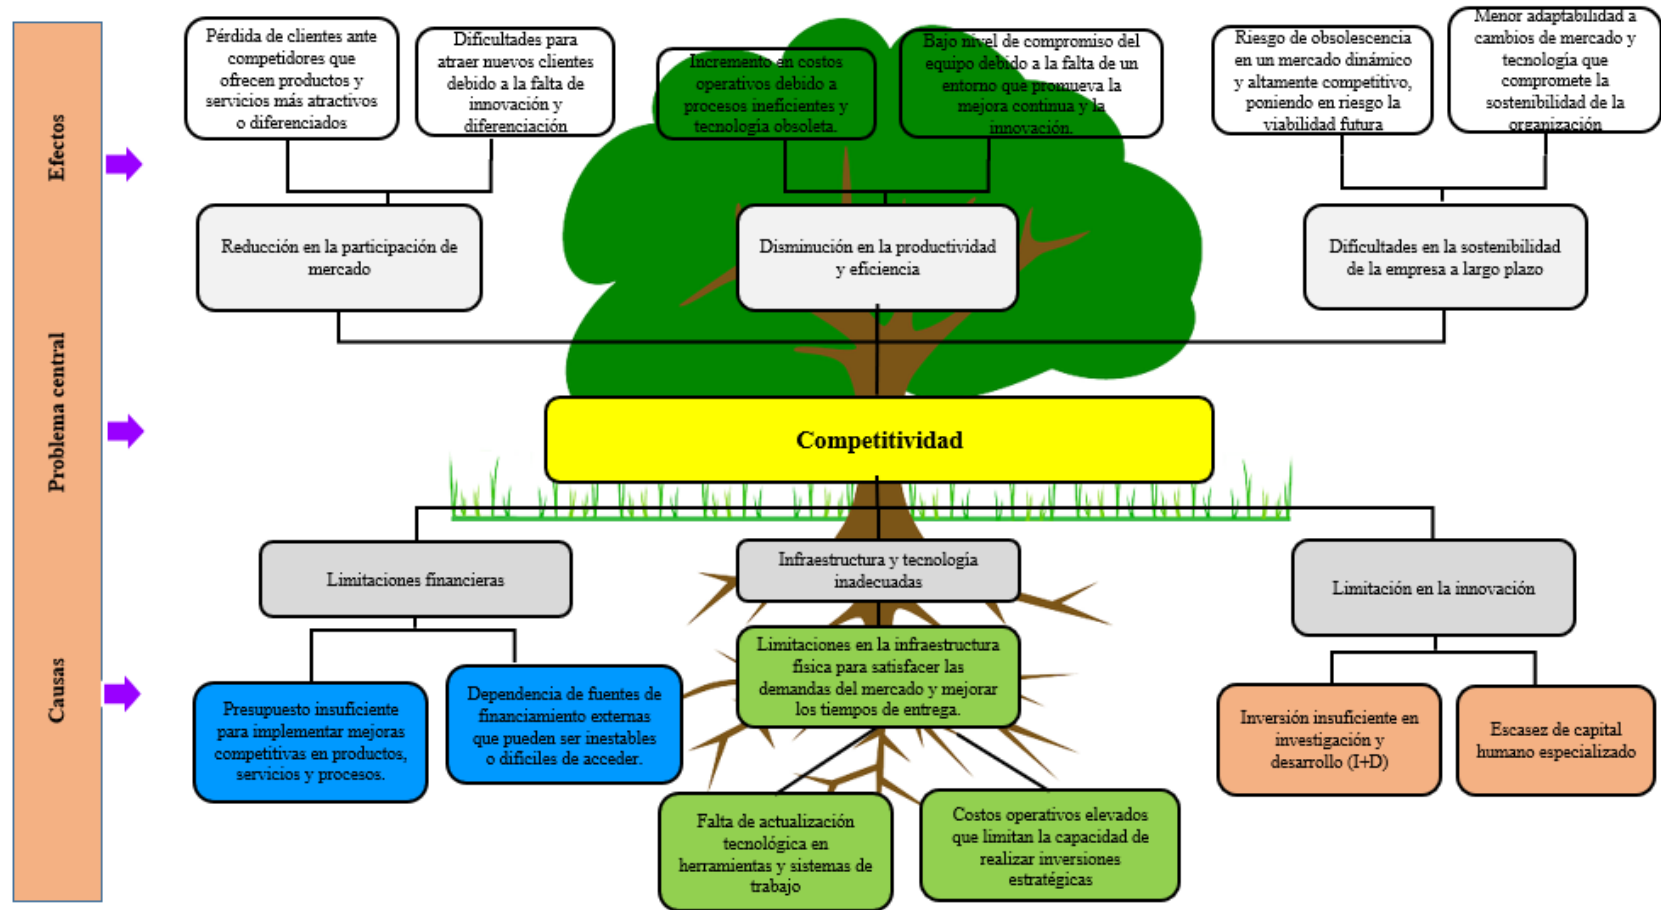 Efectos
Pérdida de clientes ante
competidores que
ofrecen productos y
servicios más atractivos
o diferenciados
Dificultades para
atraer nuevos clientes
debido a la falta de
innovación y
diferenciación
Incremento en costos
operativos debido a
procesos ineficientes y
tecnología obsoleta.
Bajo nivel de compromiso del
equipo debido a la falta de un
entorno que promueva la
mejora continua y la
innovación.
Riesgo de obsolescencia
en un mercado dinámico
y altamente competitivo,
poniendo en riesgo la
viabilidad futura
Menor adaptabilidad a
cambios de mercado y
tecnología que
compromete la
sostenibilidad de la
organización
Reducción en la participación de
mercado
Disminución en la productividad
y eficiencia
Dificultades en la sostenibilidad
de la empresa a largo plazo
Problema central
Competitividad
Causas
Limitaciones financieras
Infraestructura y tecnología
inadecuadas
Limitación en la innovación
Presupuesto insuficiente
para implementar mejoras
competitivas en productos,
servicios y procesos.
Dependencia de fuentes de
financiamiento externas
que pueden ser inestables
o difíciles de acceder.
Limitaciones en la infraestructura
física para satisfacer las
demandas del mercado y mejorar
los tiempos de entrega.
Inversión insuficiente en
investigación y
desarrollo (I+D)
Escasez de capital
humano especializado
Falta de actualización
tecnológica en
herramientas y sistemas de
trabajo
Costos operativos elevados
que limitan la capacidad de
realizar inversiones
estratégicas